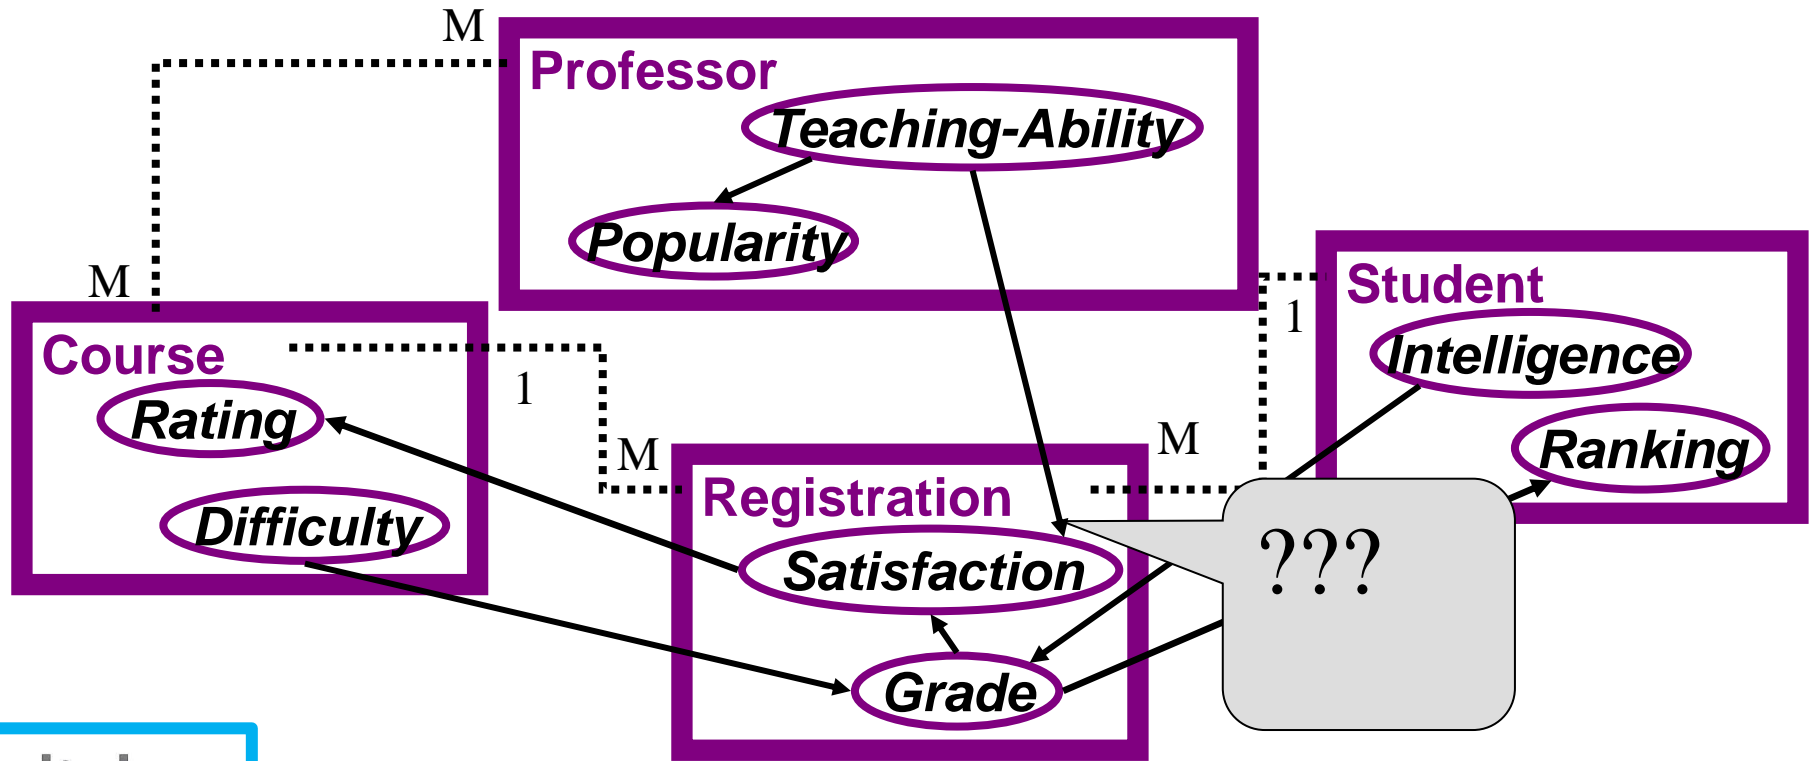 M
Professor
Teaching-Ability
Popularity
M
Student
1
Intelligence
Course
1
Rating
M
M
Ranking
Registration
Difficulty
Satisfaction
???
Grade